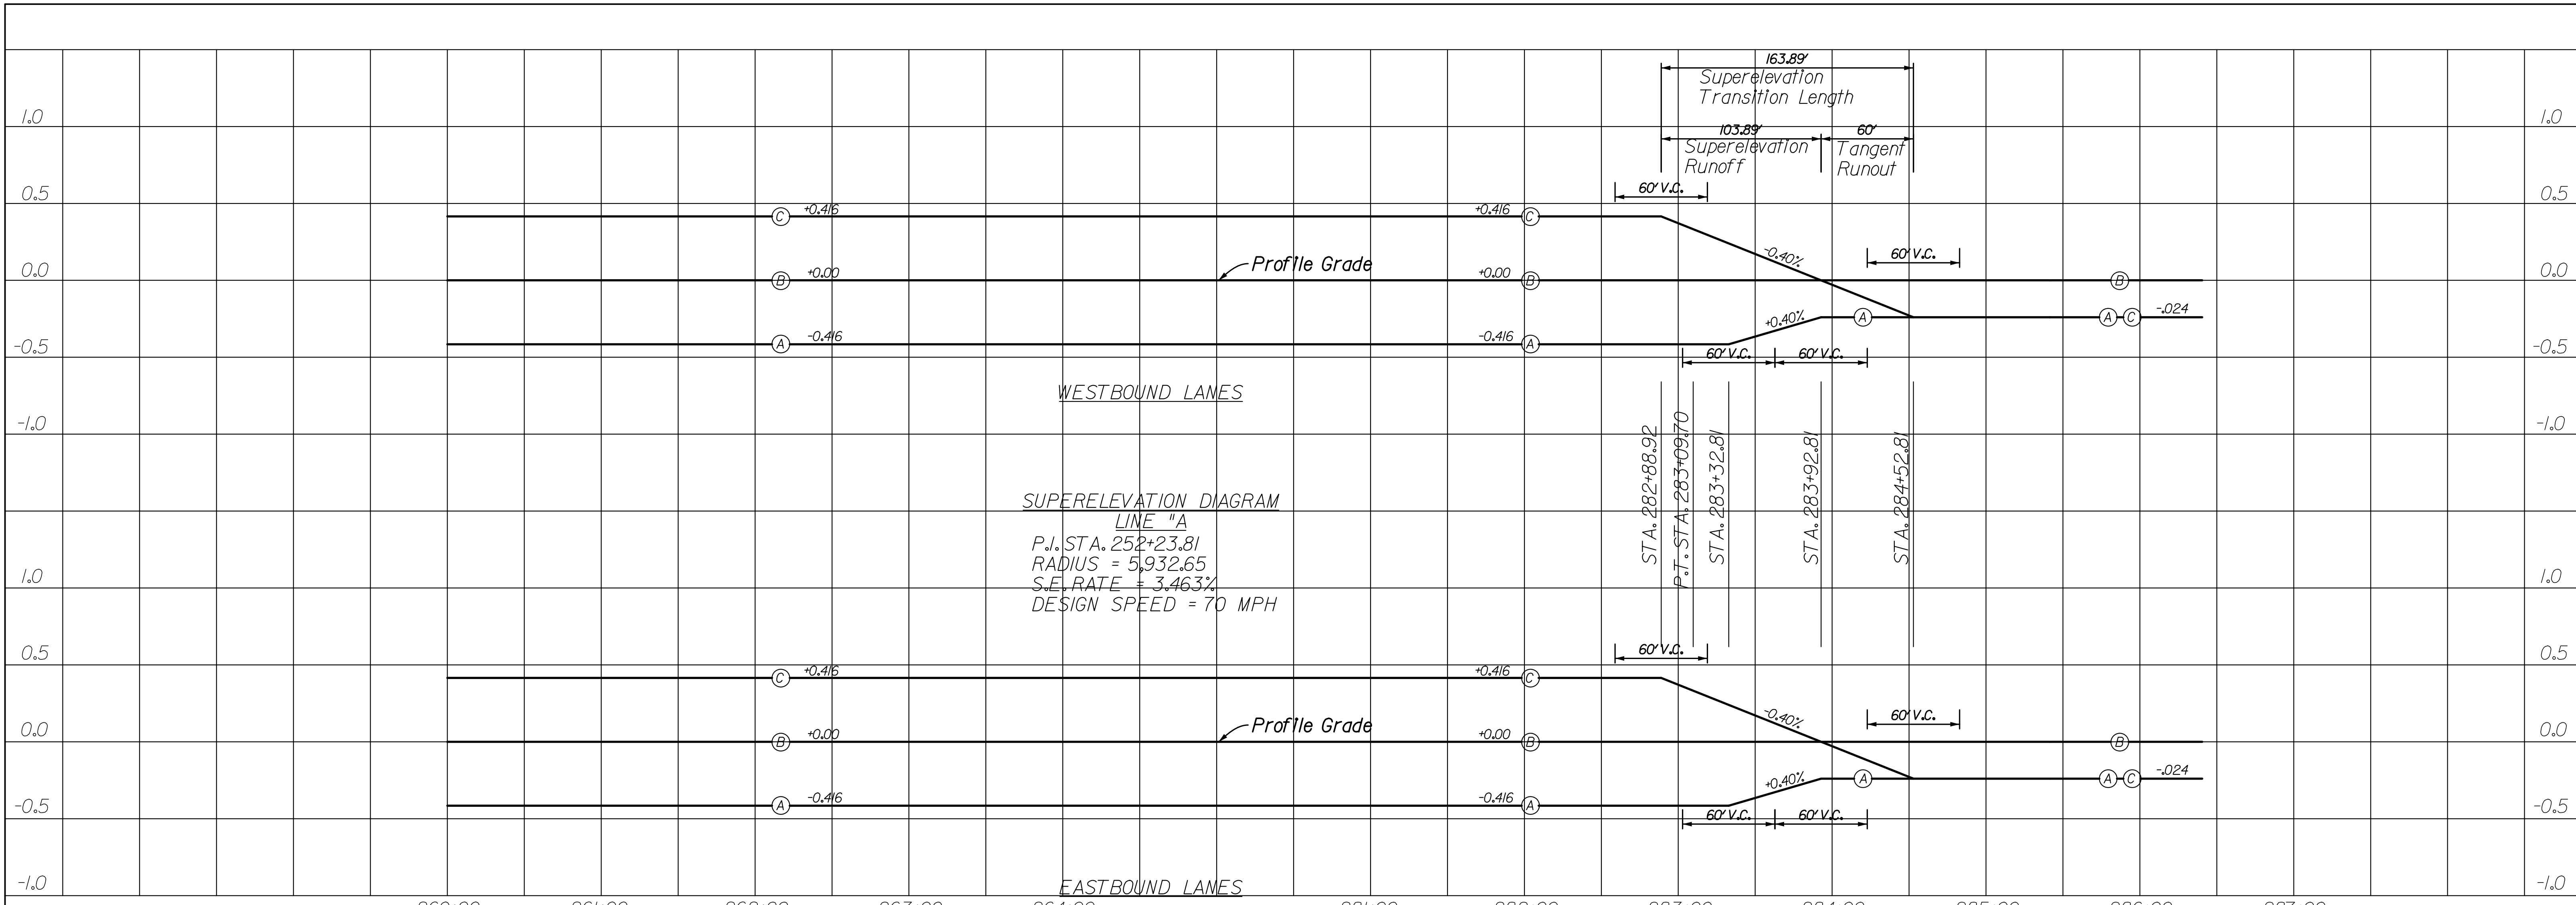 163.89'
Superelevation
Transition Length
1.0
1.0
103.89'
60'
Superelevation
Runoff
Tangent
Runout
0.5
60' V.C.
0.5
C
+0.416
+0.416
C
-0.40%
60' V.C.
Profile Grade
0.0
B
+0.00
+0.00
B
B
0.0
+0.40%
A
A
C
-.024
-0.5
A
-0.416
-0.416
A
-0.5
60' V.C.
60' V.C.
WESTBOUND LANES
-1.0
-1.0
STA. 282+88.92
P.T. STA. 283+09.70
STA. 283+32.81
STA. 283+92.81
STA. 284+52.81
SUPERELEVATION DIAGRAM
LINE "A
P.I. STA. 252+23.81
RADIUS = 5,932.65
S.E. RATE = 3.463%
DESIGN SPEED = 70 MPH
1.0
1.0
0.5
60' V.C.
0.5
C
+0.416
+0.416
C
-0.40%
60' V.C.
Profile Grade
0.0
B
+0.00
+0.00
B
B
0.0
+0.40%
A
A
C
-.024
-0.5
A
-0.416
-0.416
A
-0.5
60' V.C.
60' V.C.
-1.0
EASTBOUND LANES
-1.0